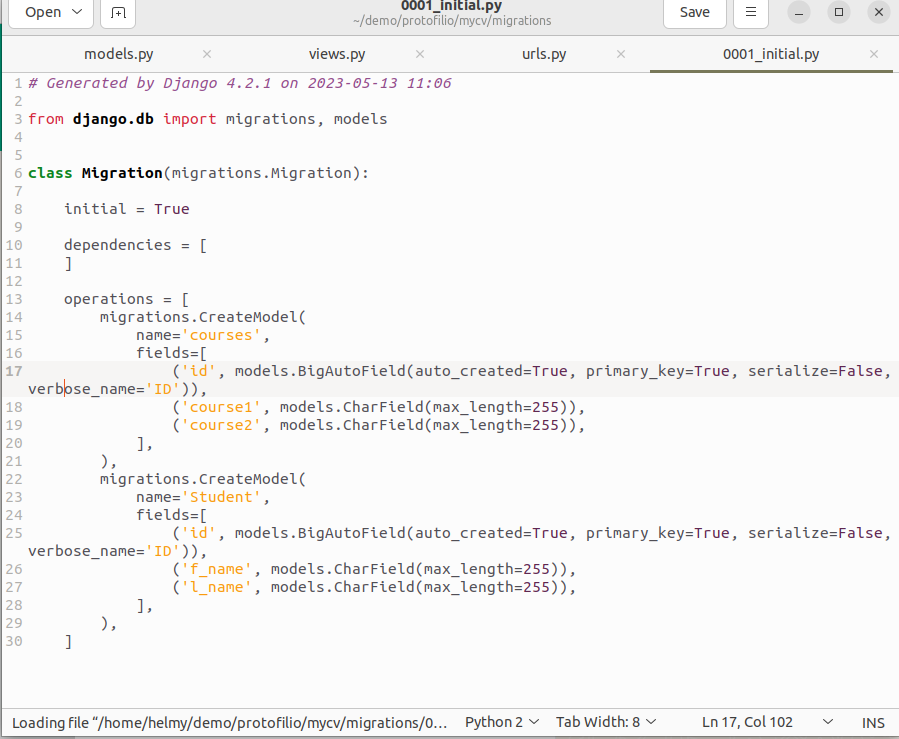 Open
0001_initial.py
~/demo/protofilio/mycv/migrations
Save
models.py
views.py
urls.py
0001_initial.py
1 # Generated by Django 4.2.1 on 2023-05-13 11:06
2
3 from django.db import migrations, models
4
5
6 class Migration(migrations.Migration):
7
8     initial = True
9
10     dependencies = [
11     ]
12
13     operations = [
14         migrations.CreateModel(
15             name='courses',
16             fields=[
17                 ('id', models.BigAutoField(auto_created=True, primary_key=True, serialize=False,
verbose_name='ID')),
18                 ('course1', models.CharField(max_length=255)),
19                 ('course2', models.CharField(max_length=255)),
20             ],
21         ),
22         migrations.CreateModel(
23             name='Student',
24             fields=[
25                 ('id', models.BigAutoField(auto_created=True, primary_key=True, serialize=False,
verbose_name='ID')),
26                 ('f_name', models.CharField(max_length=255)),
27                 ('l_name', models.CharField(max_length=255)),
28             ],
29         ),
30     ]
Loading file “/home/helmy/demo/protofilio/mycv/migrations/0…
Python 2
Tab Width: 8
Ln 17, Col 102
INS